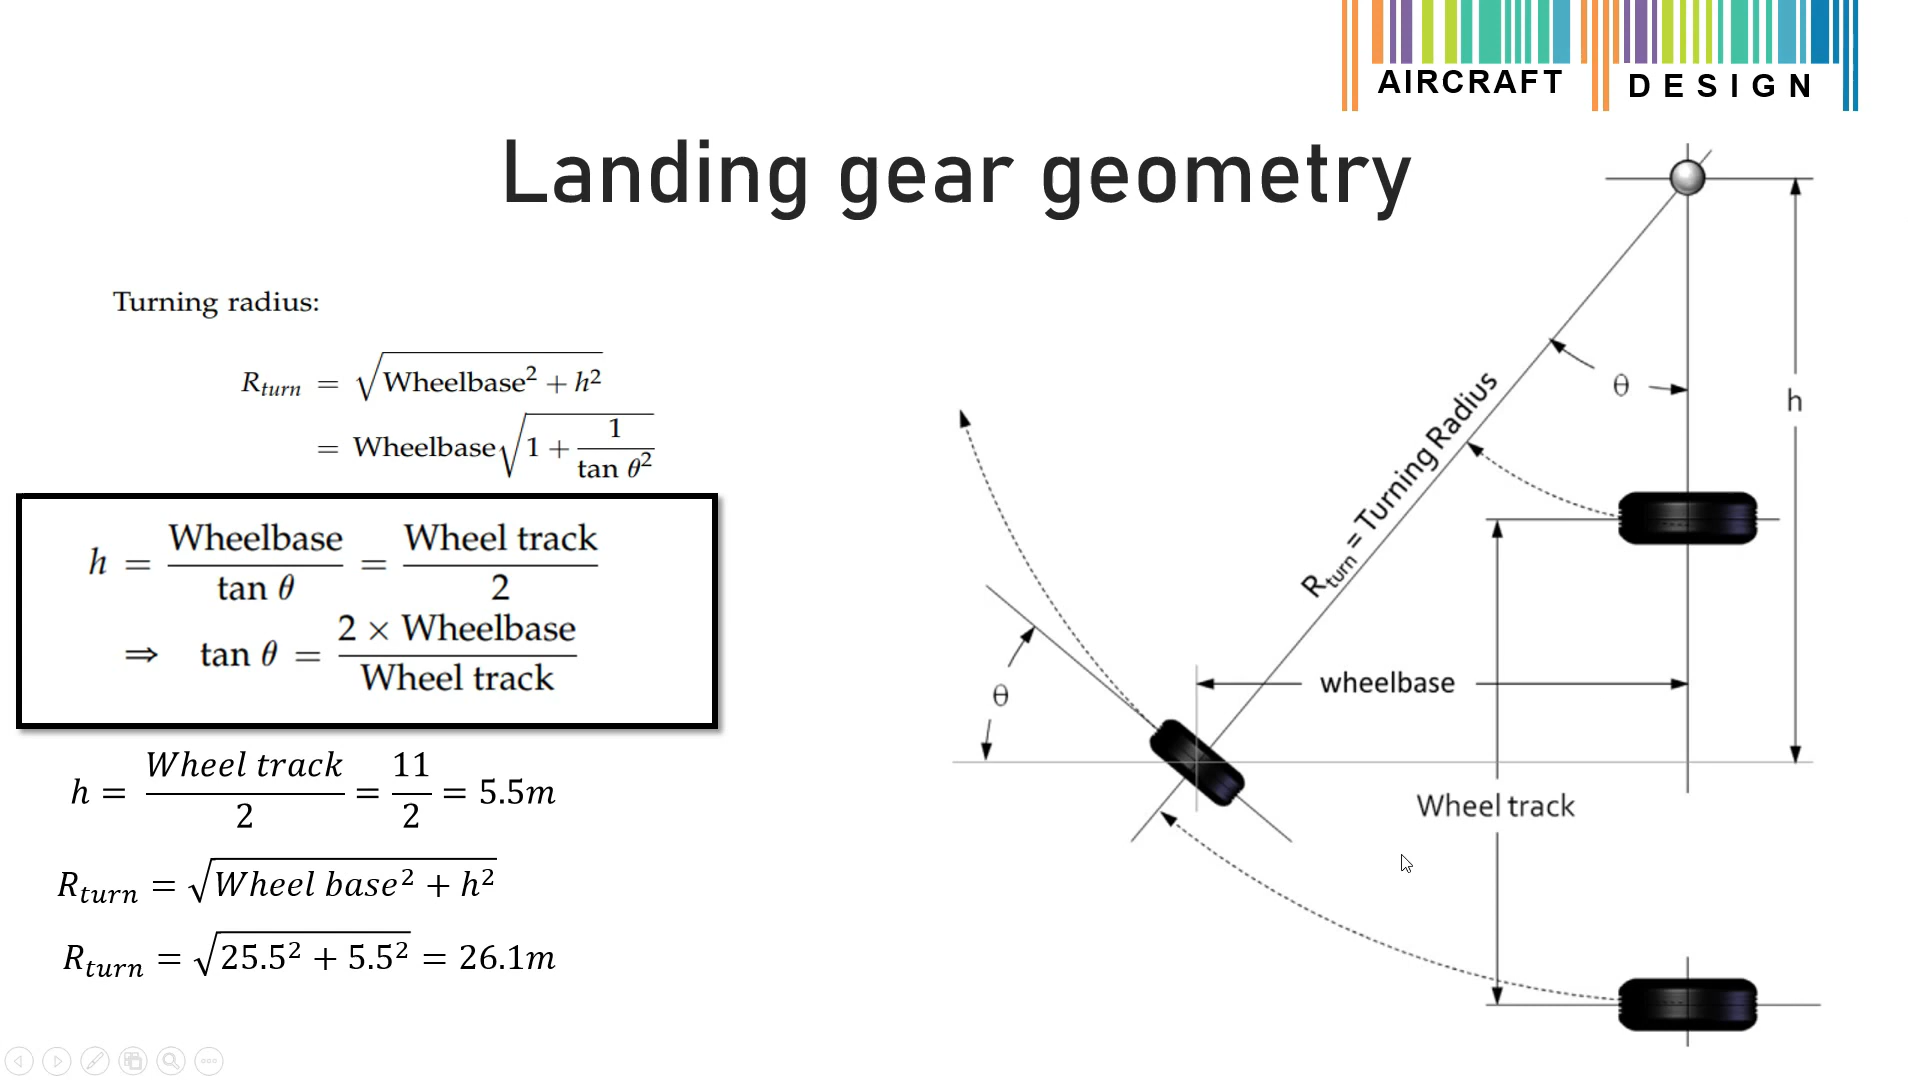 AIRCRAFT DESIGN
Landing gear geometry
Turning radius:
R_turn = √(Wheelbase² + h²)
= Wheelbase√(1 + 1/tan θ²)
h = Wheelbase/tan θ = Wheel track/2
⇒ tan θ = 2 × Wheelbase/Wheel track
h = Wheel track/2 = 11/2 = 5.5m
R_turn = √(Wheel base² + h²)
R_turn = √(25.5² + 5.5²) = 26.1m
R_turn = Turning Radius
θ
h
θ
wheelbase
Wheel track